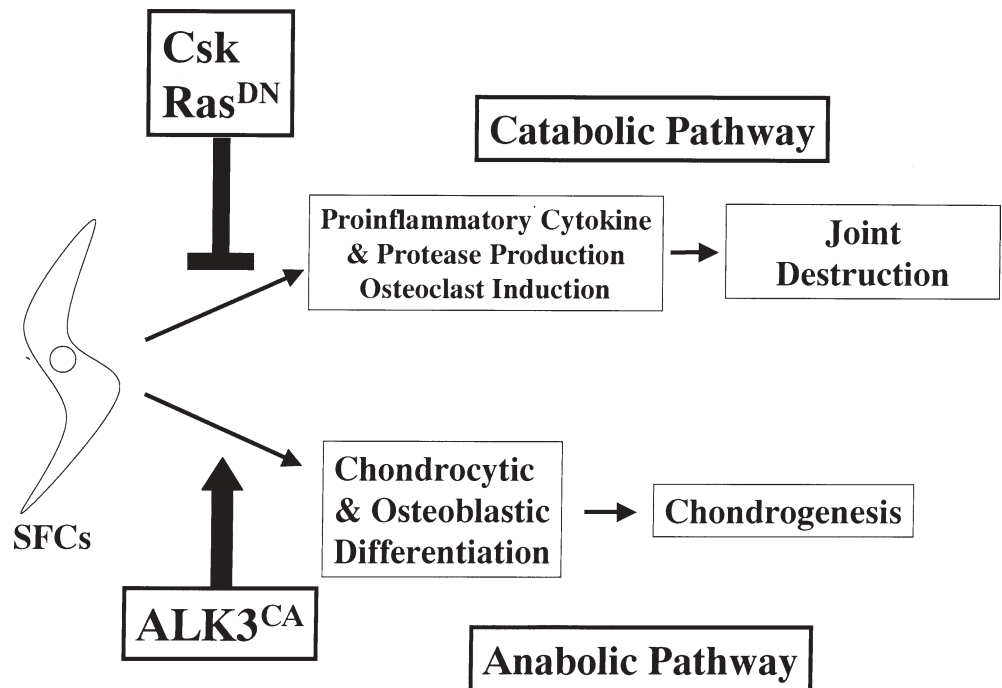 Csk
Ras^DN
Catabolic Pathway
Proinflammatory Cytokine
& Protease Production
Osteoclast Induction
Joint
Destruction
SFCs
Chondrocytic
& Osteoblastic
Differentiation
Chondrogenesis
ALK3^CA
Anabolic Pathway